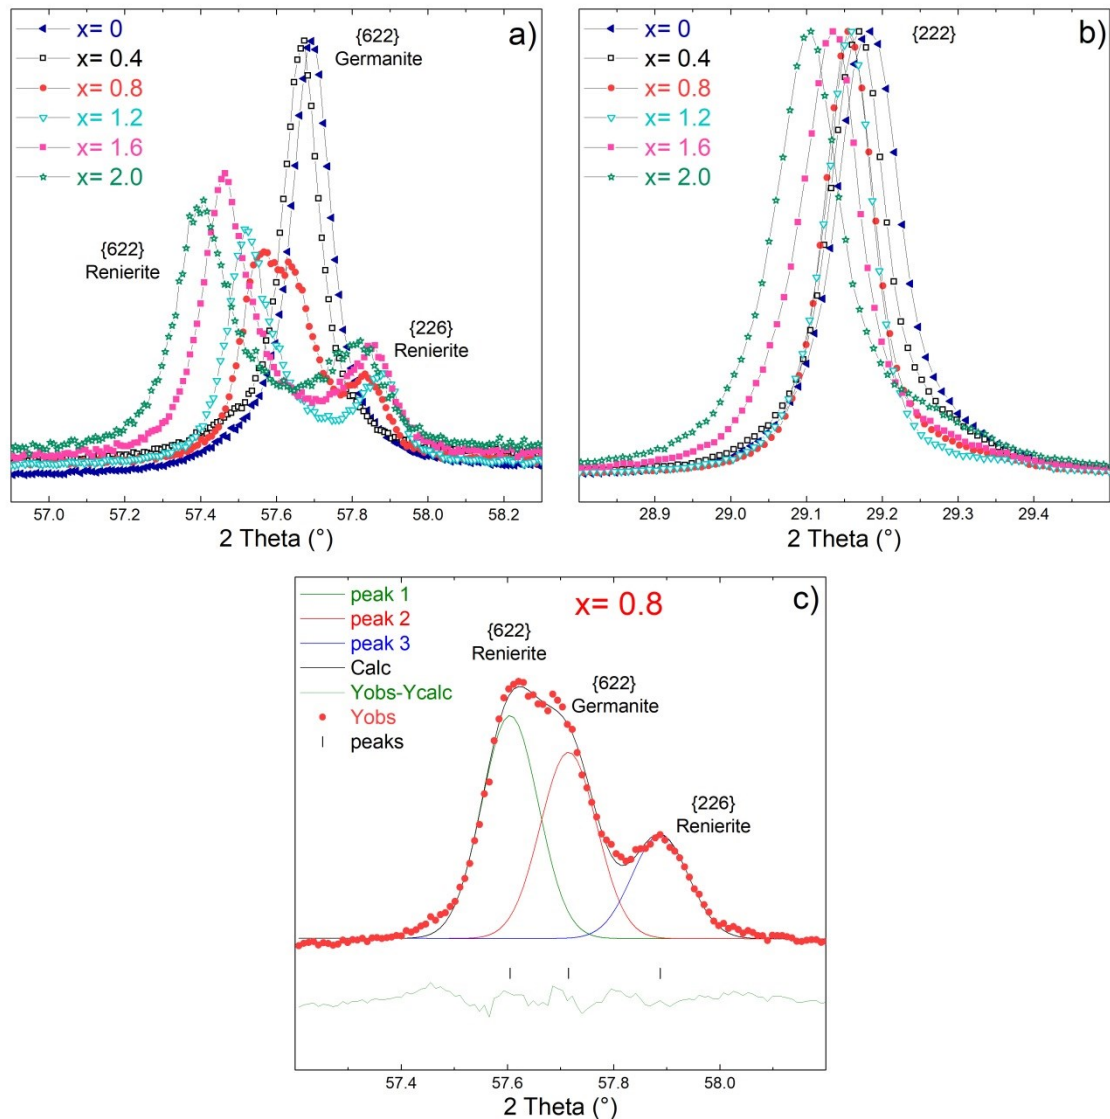 a)
x= 0
x= 0.4
x= 0.8
x= 1.2
x= 1.6
x= 2.0
{622}
Germanite
{622}
Renierite
{226}
Renierite
57.0 57.2 57.4 57.6 57.8 58.0 58.2
2 Theta (°)
b)
x= 0
x= 0.4
x= 0.8
x= 1.2
x= 1.6
x= 2.0
{222}
28.9 29.0 29.1 29.2 29.3 29.4
2 Theta (°)
c)
x= 0.8
peak 1
peak 2
peak 3
Calc
Yobs-Ycalc
Yobs
peaks
{622}
Renierite
{622}
Germanite
{226}
Renierite
57.4 57.6 57.8 58.0
2 Theta (°)